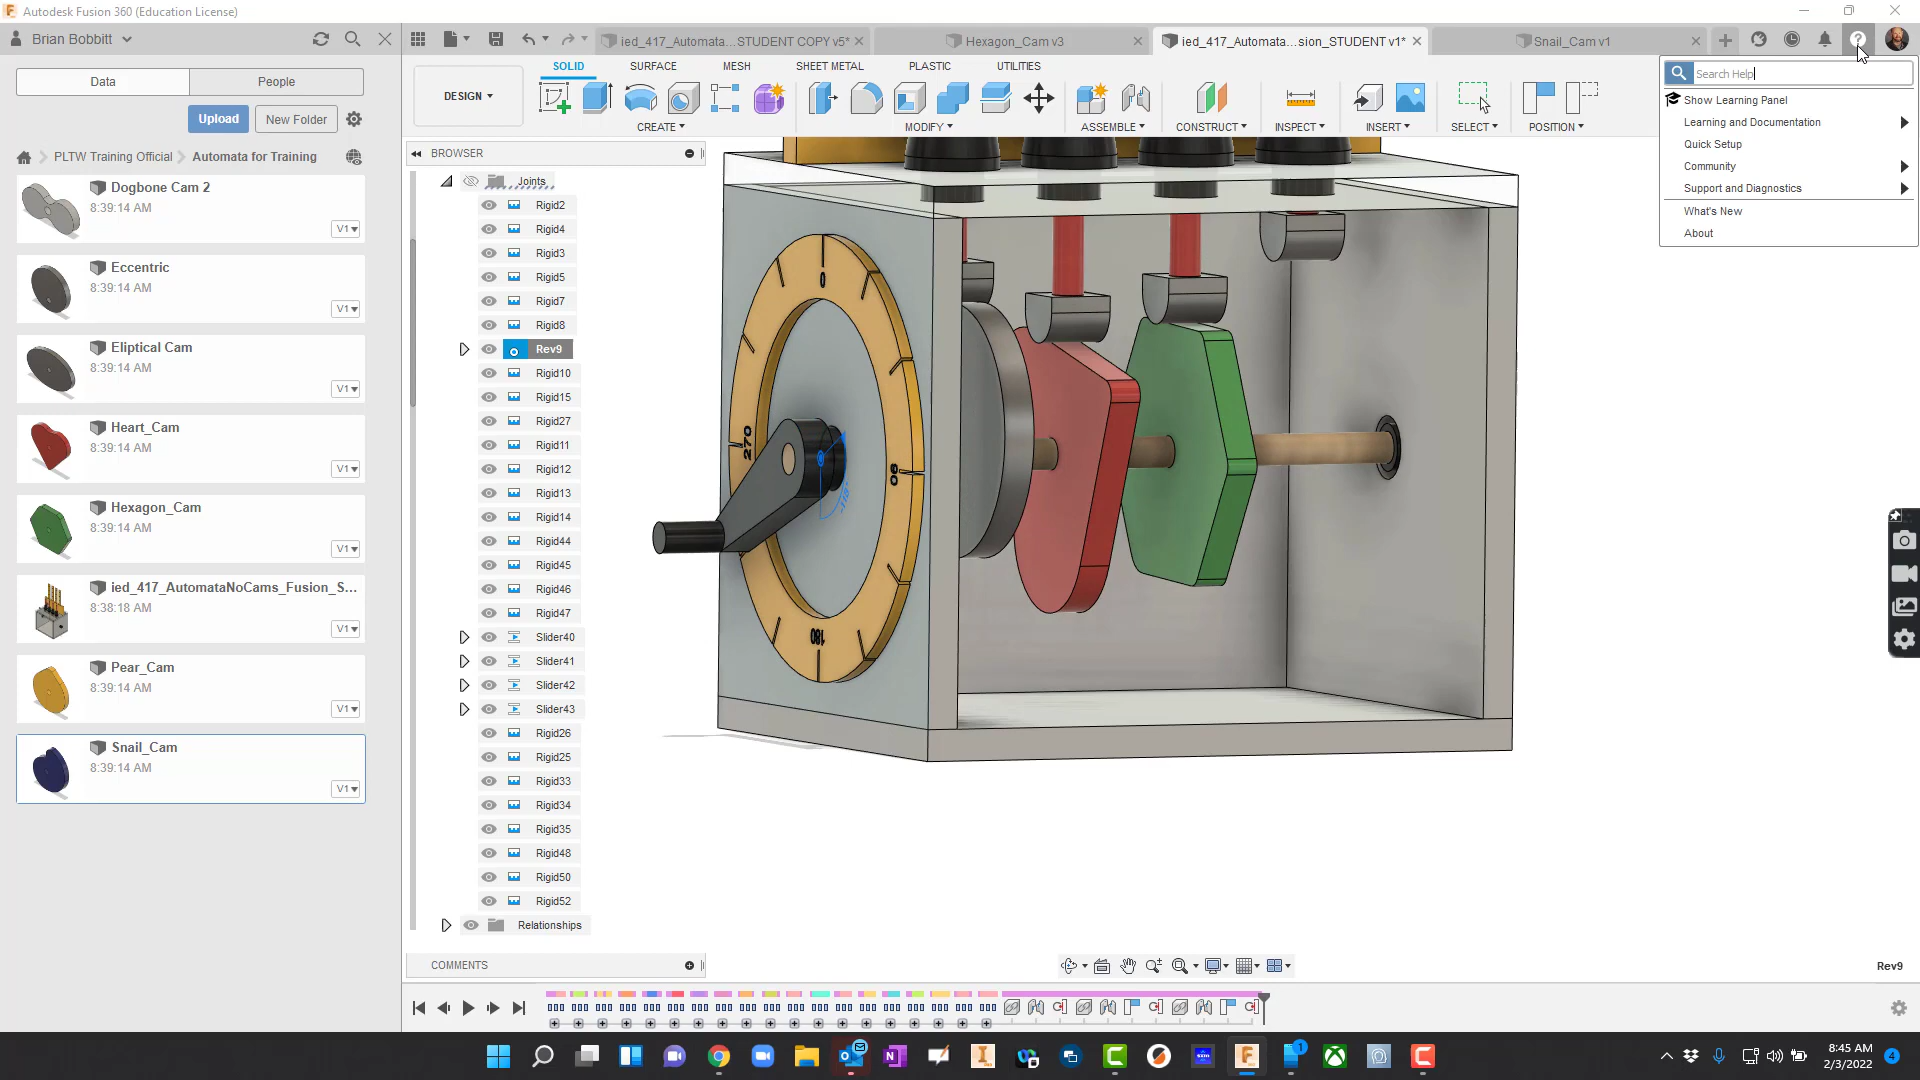 Autodesk Fusion 360 (Education License)
Brian Bobbitt
ied_417_Automata...STUDENT COPY v5*
Hexagon_Cam v3
ied_417_Automata...sion_STUDENT v1*
Snail_Cam v1
Data
People
Upload
New Folder
PLTW Training Official
Automata for Training
Dogbone Cam 2
8:39:14 AM
V1
Eccentric
8:39:14 AM
V1
Eliptical Cam
8:39:14 AM
V1
Heart_Cam
8:39:14 AM
V1
Hexagon_Cam
8:39:14 AM
V1
ied_417_AutomataNoCams_Fusion_S...
8:38:18 AM
V1
Pear_Cam
8:39:14 AM
V1
Snail_Cam
8:39:14 AM
V1
DESIGN
SOLID
SURFACE
MESH
SHEET METAL
PLASTIC
UTILITIES
CREATE
MODIFY
ASSEMBLE
CONSTRUCT
INSPECT
INSERT
SELECT
POSITION
BROWSER
Joints
Rigid2
Rigid4
Rigid3
Rigid5
Rigid7
Rigid8
Rev9
Rigid10
Rigid15
Rigid27
Rigid11
Rigid12
Rigid13
Rigid14
Rigid44
Rigid45
Rigid46
Rigid47
Slider40
Slider41
Slider42
Slider43
Rigid26
Rigid25
Rigid33
Rigid34
Rigid35
Rigid48
Rigid50
Rigid52
Relationships
COMMENTS
0
90
180
270
Search Help
Show Learning Panel
Learning and Documentation
Quick Setup
Community
Support and Diagnostics
What's New
About
Rev9
8:45 AM
2/3/2022
4
1